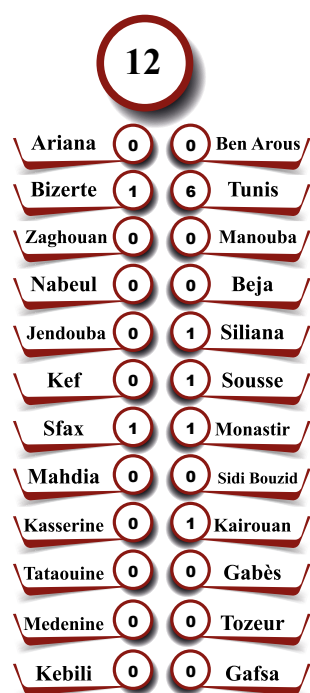 12
Ariana 0 0 Ben Arous
Bizerte 1 6 Tunis
Zaghouan 0 0 Manouba
Nabeul 0 0 Beja
Jendouba 0 1 Siliana
Kef 0 1 Sousse
Sfax 1 1 Monastir
Mahdia 0 0 Sidi Bouzid
Kasserine 0 1 Kairouan
Tataouine 0 0 Gabès
Medenine 0 0 Tozeur
Kebili 0 0 Gafsa